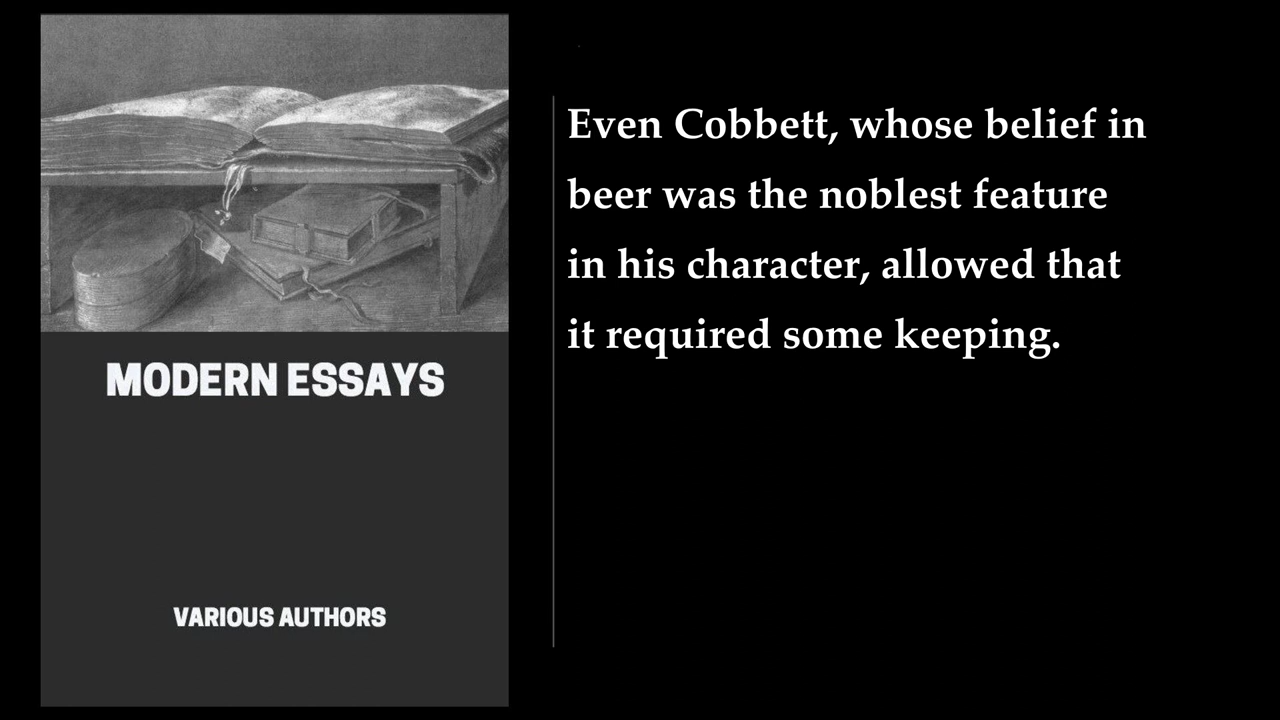 MODERN ESSAYS
VARIOUS AUTHORS
Even Cobbett, whose belief in
beer was the noblest feature
in his character, allowed that
it required some keeping.